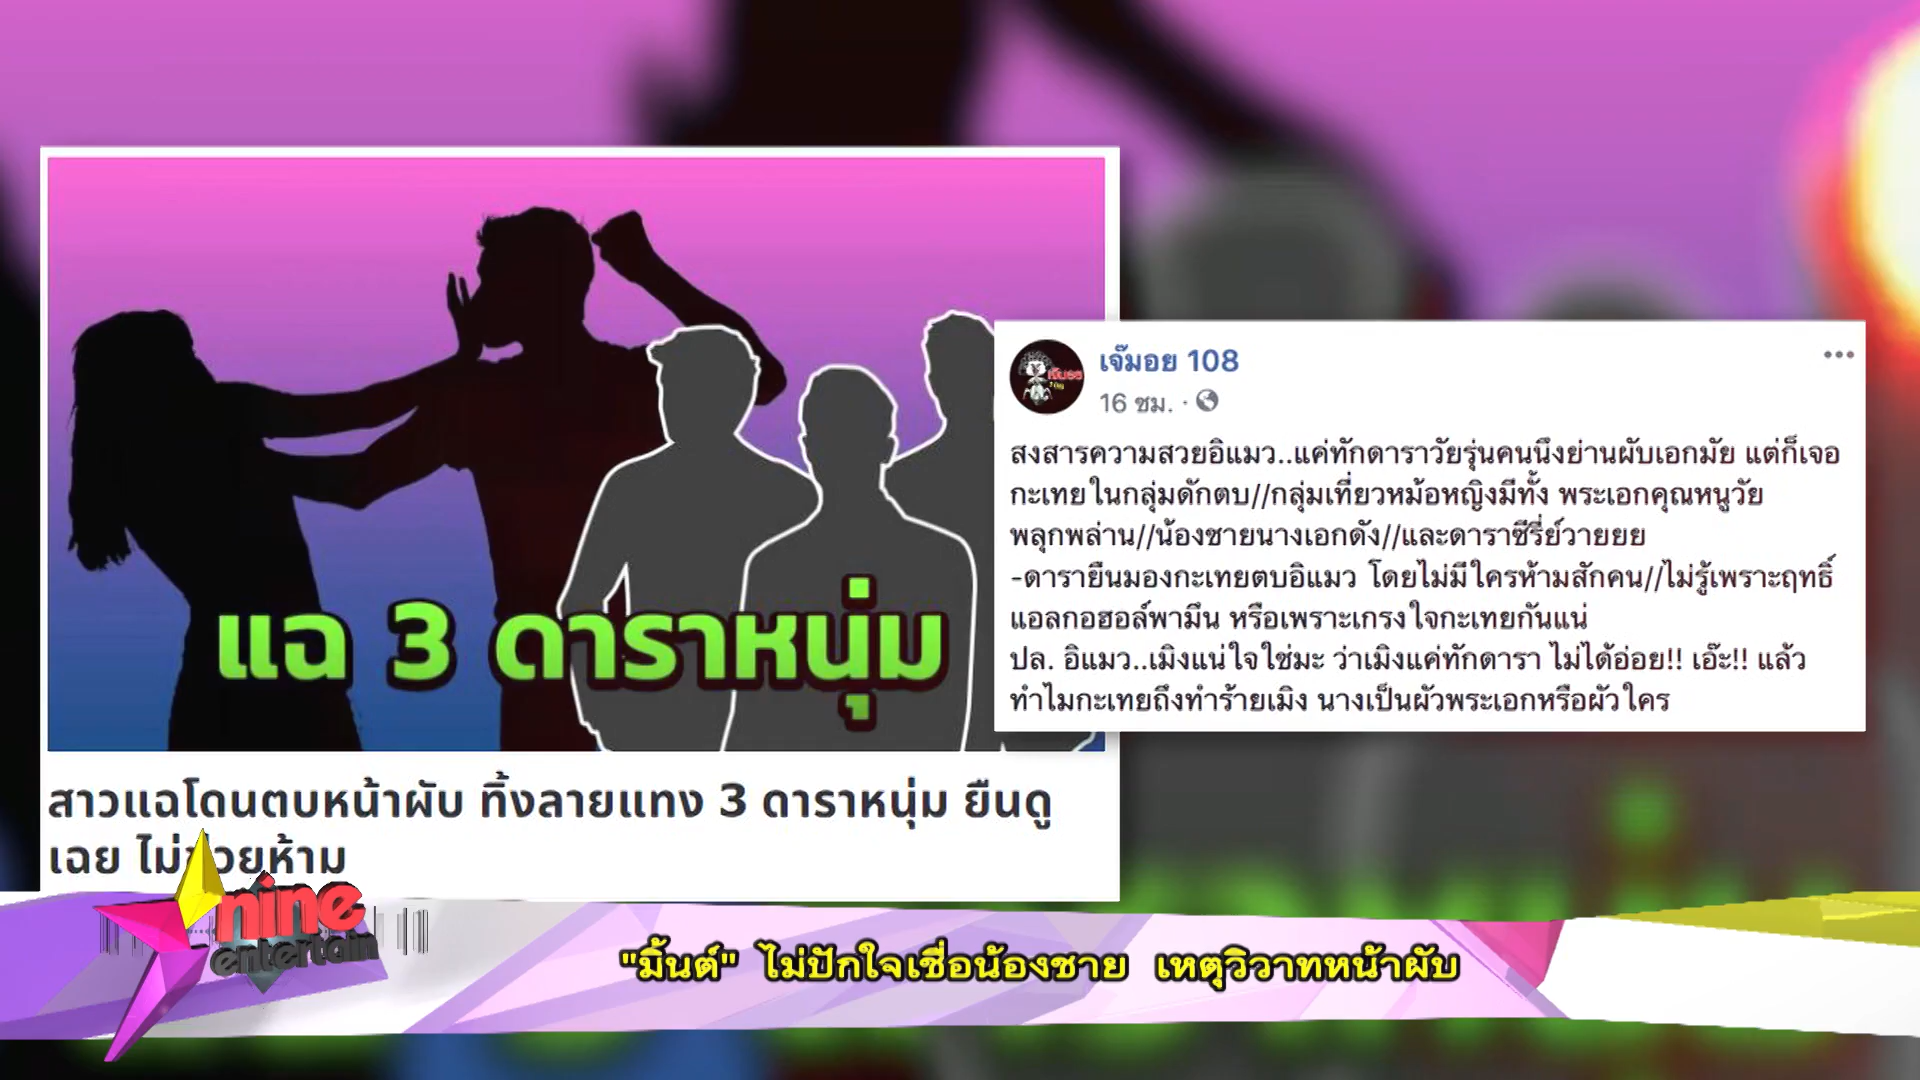 แฉ 3 ดาราหนุ่ม
สาวแฉโดนตบหน้าผับ ทิ้งลายแทง 3 ดาราหนุ่ม ยืนดู
เฉย ไม่ช่วยห้าม
เจ๊มอย 108
16 ชม.
สงสารความสวยอิแมว..แค่ทักดาราวัยรุ่นคนนึงย่านผับเอกมัย แต่ก็เจอ
กะเทยในกลุ่มดักตบ//กลุ่มเที่ยวหม้อหญิงมีทั้ง พระเอกคุณหนูวัย
พลุกพล่าน//น้องชายนางเอกดัง//และดาราซีรี่ย์วายยย
-ดารายืนมองกะเทยตบอิแมว โดยไม่มีใครห้ามสักคน//ไม่รู้เพราะฤทธิ์
แอลกอฮอล์พามึน หรือเพราะเกรงใจกะเทยกันแน่
ปล. อิแมว..เมิงแน่ใจใช่มะ ว่าเมิงแค่ทักดารา ไม่ได้อ่อย!! เอ๊ะ!! แล้ว
ทำไมกะเทยถึงทำร้ายเมิง นางเป็นผัวพระเอกหรือผัวใคร
nine
entertain
"มิ้นต์" ไม่ปักใจเชื่อน้องชาย เหตุวิวาทหน้าผับ